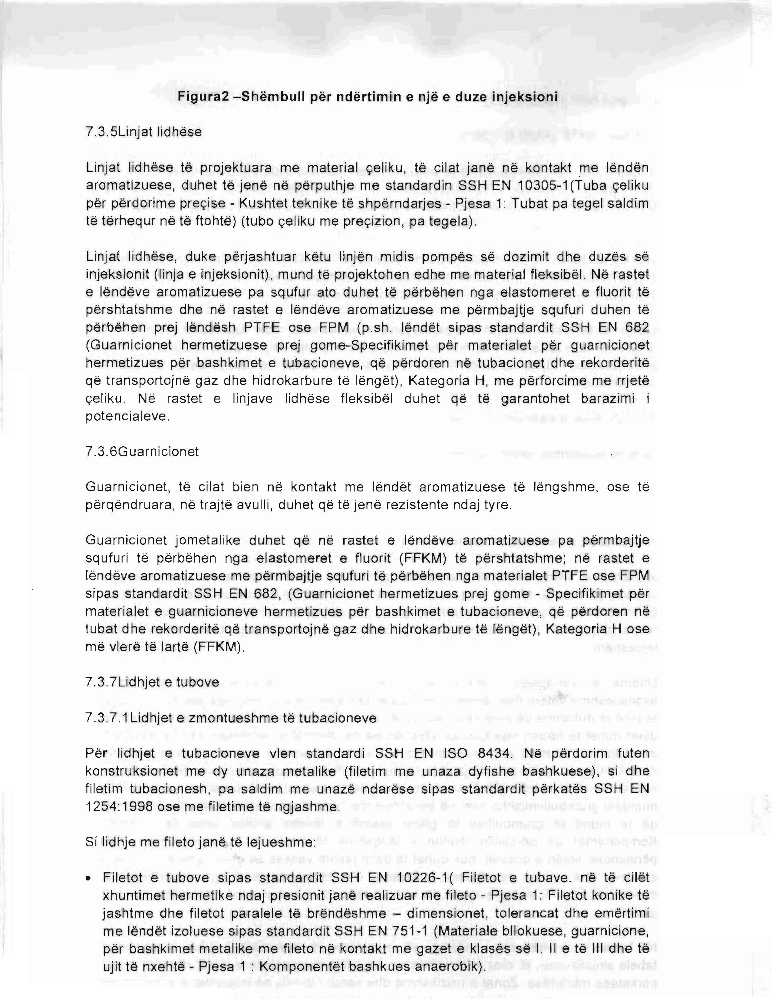 Figura2 –Shëmbull për ndërtimin e një e duze injeksioni
7.3.5Linjat lidhëse
Linjat lidhëse të projektuara me material çeliku, të cilat janë në kontakt me lëndën
aromatizuese, duhet të jenë në përputhje me standardin SSH EN 10305-1(Tuba çeliku
për përdorime preçise - Kushtet teknike të shpërndarjes - Pjesa 1: Tubat pa tegel saldim
të tërhequr në të ftohtë) (tubo çeliku me preçizion, pa tegela).
Linjat lidhëse, duke përjashtuar këtu linjën midis pompës së dozimit dhe duzës së
injeksionit (linja e injeksionit), mund të projektohen edhe me material fleksibël. Në rastet
e lëndëve aromatizuese pa squfur ato duhet të përbëhen nga elastomeret e fluorit të
përshtatshme dhe në rastet e lëndëve aromatizuese me përmbajtje squfuri duhen të
përbëhen prej lëndësh PTFE ose FPM (p.sh. lëndët sipas standardit SSH EN 682
(Guarnicionet hermetizuese prej gome-Specifikimet për materialet për guarnicionet
hermetizues për bashkimet e tubacioneve, që përdoren në tubacionet dhe rekorderitë
që transportojnë gaz dhe hidrokarbure të lëngët), Kategoria H, me përforcime me rrjetë
çeliku. Në rastet e linjave lidhëse fleksibël duhet që të garantohet barazimi i
potencialeve.
7.3.6Guarnicionet
Guarnicionet, të cilat bien në kontakt me lëndët aromatizuese të lëngshme, ose të
përqëndruara, në trajtë avulli, duhet që të jenë rezistente ndaj tyre.
Guarnicionet jometalike duhet që në rastet e lëndëve aromatizuese pa përmbajtje
squfuri të përbëhen nga elastomeret e fluorit (FFKM) të përshtatshme; në rastet e
lëndëve aromatizuese me përmbajtje squfuri të përbëhen nga materialet PTFE ose FPM
sipas standardit SSH EN 682, (Guarnicionet hermetizues prej gome - Specifikimet për
materialet e guarnicioneve hermetizues për bashkimet e tubacioneve, që përdoren në
tubat dhe rekorderitë që transportojnë gaz dhe hidrokarbure të lëngët), Kategoria H ose
më vlerë të lartë (FFKM).
7.3.7Lidhjet e tubove
7.3.7.1Lidhjet e zmontueshme të tubacioneve
Për lidhjet e tubacioneve vlen standardi SSH EN ISO 8434. Në përdorim futen
konstruksionet me dy unaza metalike (filetim me unaza dyfishe bashkuese), si dhe
filetim tubacionesh, pa saldim me unazë ndarëse sipas standardit përkatës SSH EN
1254:1998 ose me filetime të ngjashme.
Si lidhje me fileto janë të lejueshme:
• Filetot e tubove sipas standardit SSH EN 10226-1( Filetot e tubave. në të cilët
xhuntimet hermetike ndaj presionit janë realizuar me fileto - Pjesa 1: Filetot konike të
jashtme dhe filetot paralele të brëndëshme – dimensionet, tolerancat dhe emërtimi
me lëndët izoluese sipas standardit SSH EN 751-1 (Materiale bllokuese, guarnicione,
për bashkimet metalike me fileto në kontakt me gazet e klasës së I, II e të III dhe të
ujit të nxehtë - Pjesa 1 : Komponentët bashkues anaerobik).